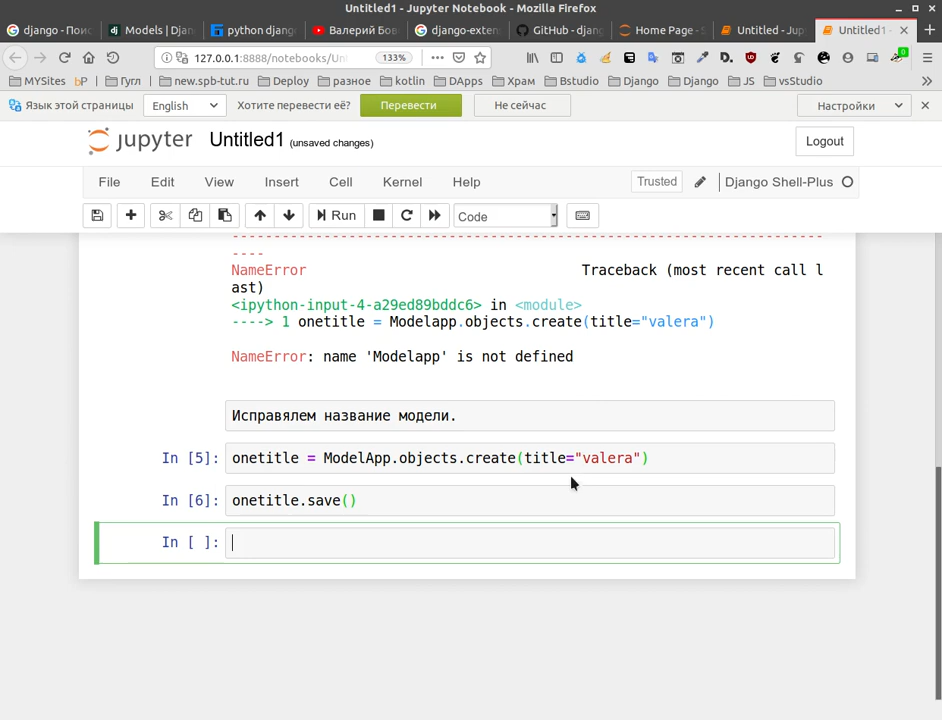 Untitled1 - Jupyter Notebook - Mozilla Firefox
django - Пои
Models | Djan
python djang
Валерий Бов
django-exten
GitHub - djan
Home Page - S
Untitled - Jup
Untitled1 -
127.0.0.1:8888/notebooks/Un
133%
0
MYSites
ЬР
Гугл
new.spb-tut.ru
Deploy
разное
kotlin
DApps
Храм
Bstudio
Django
Django
JS
vsStudio
Язык этой страницы
English
Хотите перевести её?
Перевести
Не сейчас
Настройки
jupyter
Untitled1 (unsaved changes)
Logout
File Edit View Insert Cell Kernel Help
Trusted
Django Shell-Plus
Run
Code
---------------------------------------------------------------------------
NameError Traceback (most recent call l
ast)
<ipython-input-4-a29ed89bddc6> in <module>
----> 1 onetitle = Modelapp.objects.create(title="valera")
NameError: name 'Modelapp' is not defined
Исправялем название модели.
In [5]: onetitle = ModelApp.objects.create(title="valera")
In [6]: onetitle.save()
In [ ]: